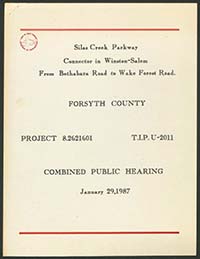 Silas Creek Parkway
Connector in Winston-Salem
From Bethabara Road to Wake Forest Road.
FORSYTH COUNTY
PROJECT 8.2621601 T.I.P. U-2011
COMBINED PUBLIC HEARING
January 29,1987